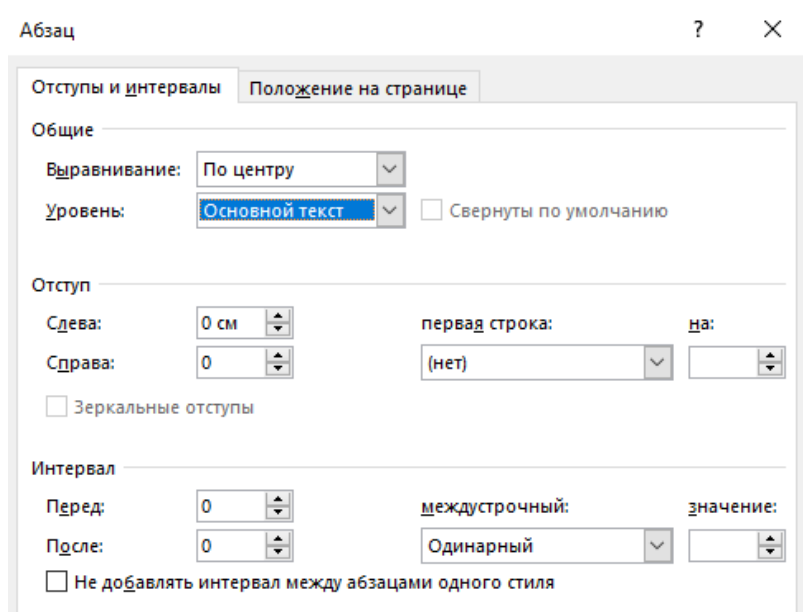 Абзац ?
Отступы и интервалы Положение на странице
Общие
Выравнивание: По центру
Уровень: Основной текст Свернуты по умолчанию
Отступ
Слева: 0 см первая строка: на:
Справа: 0 (нет)
Зеркальные отступы
Интервал
Перед: 0 междустрочный: значение:
После: 0 Одинарный
Не добавлять интервал между абзацами одного стиля